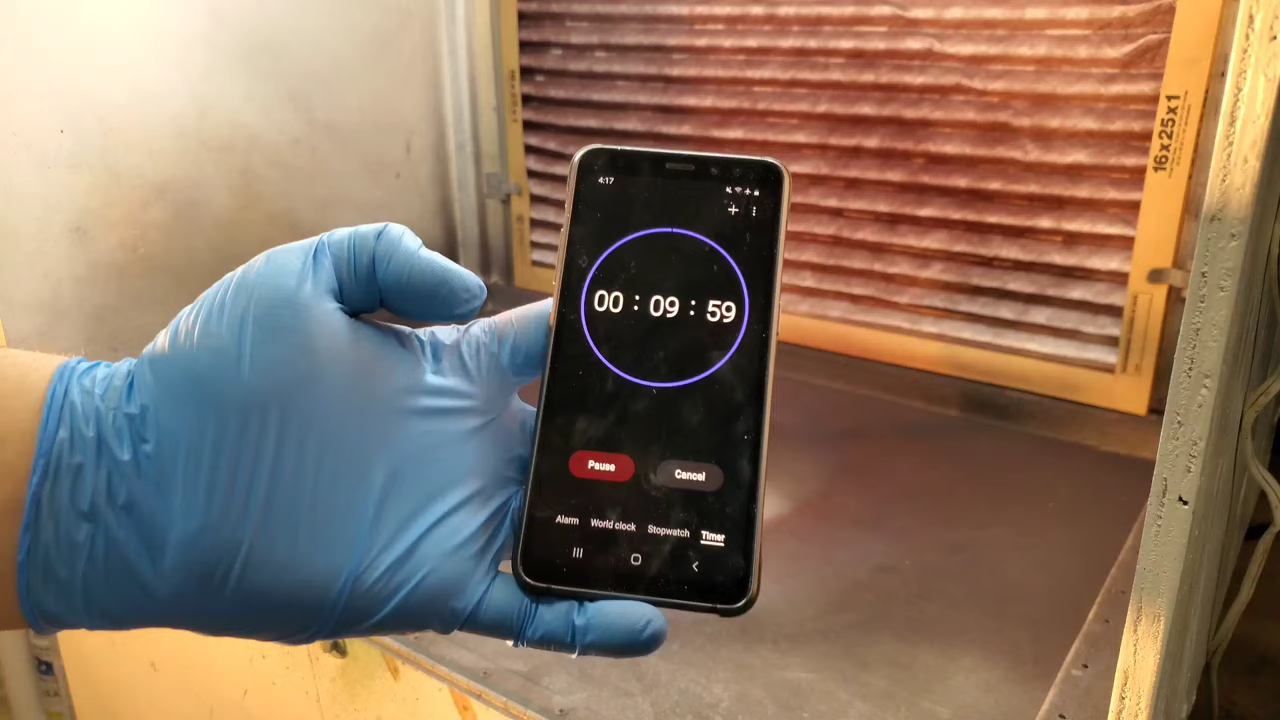 4:17
00 : 09 : 59
Pause
Cancel
Alarm
World clock
Stopwatch
Timer
16x25x1